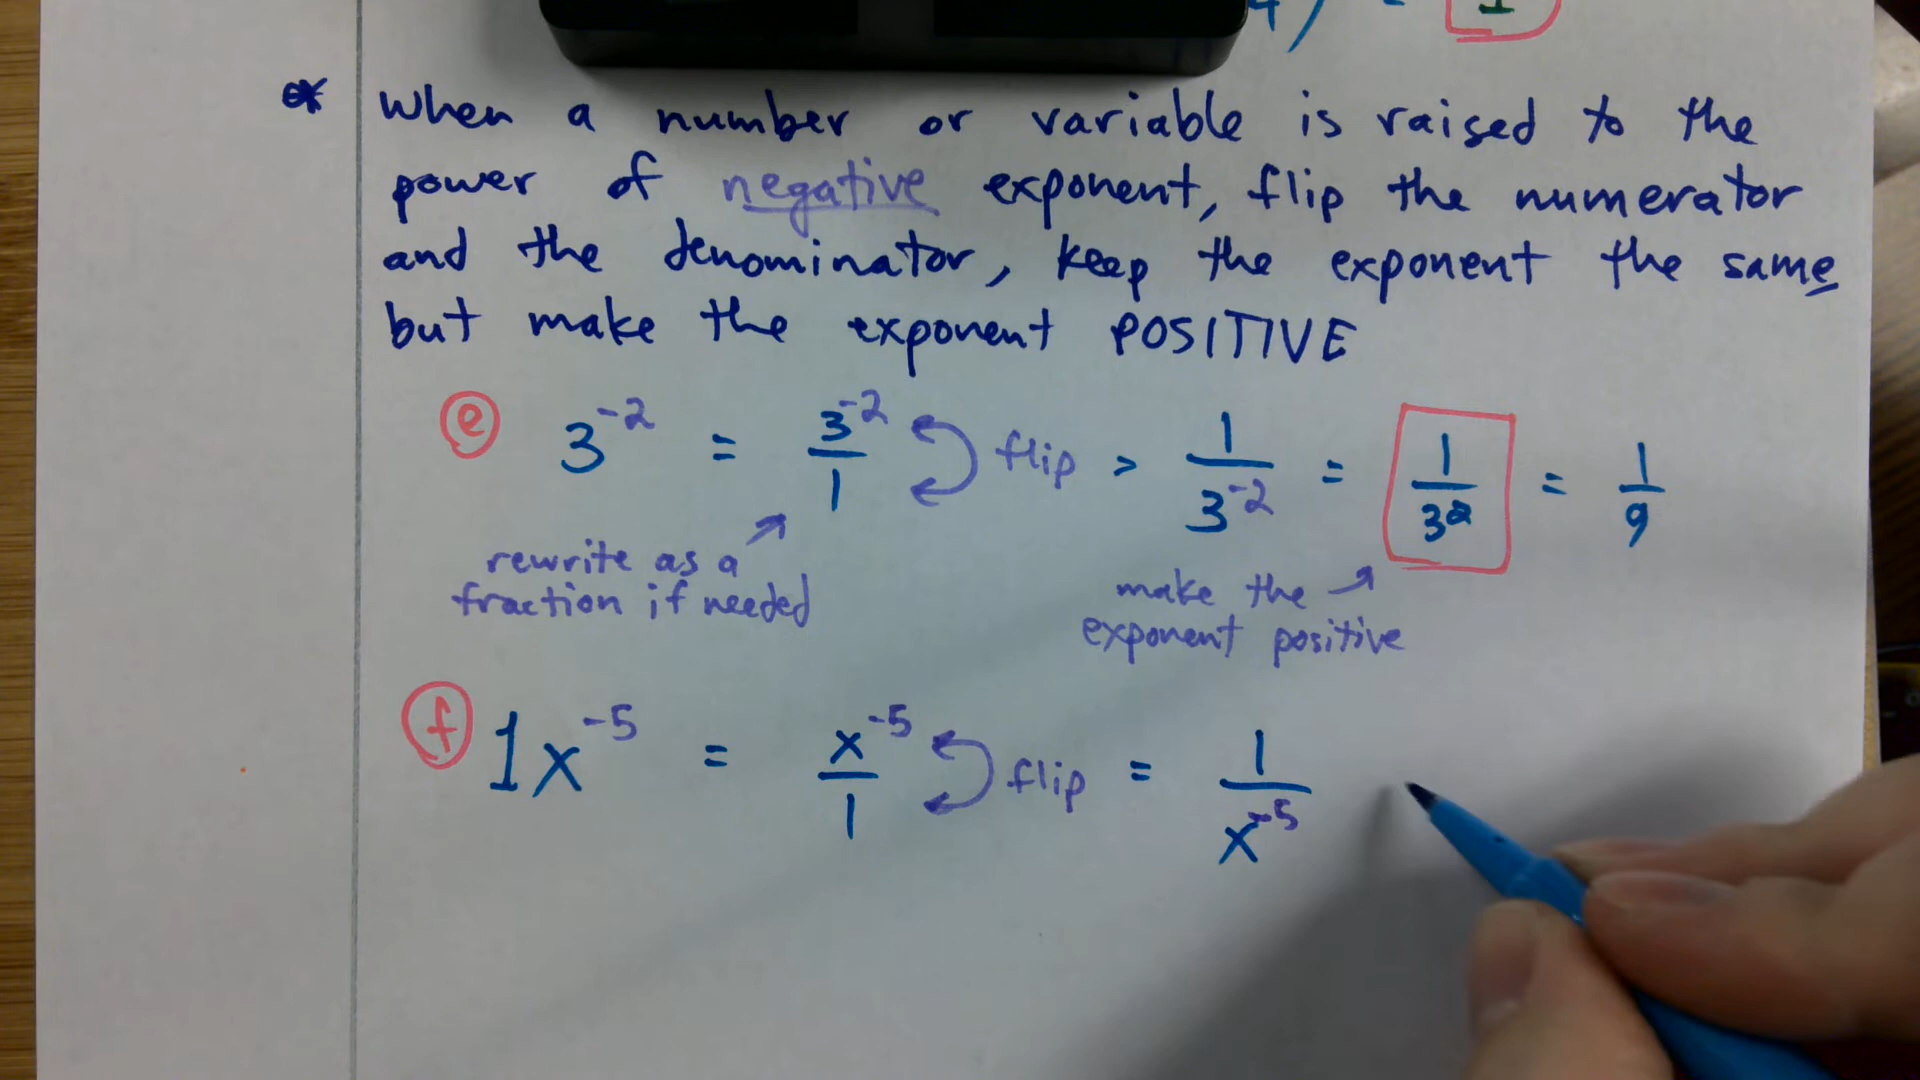 4) = 1
* When a number or variable is raised to the
power of negative exponent, flip the numerator
and the denominator, keep the exponent the same
but make the exponent POSITIVE
(e) 3^-2 = 3^-2/1 flip > 1/3^-2 = 1/3^2 = 1/9
rewrite as a
fraction if needed
make the
exponent positive
(f) 1x^-5 = x^-5/1 flip = 1/x^-5